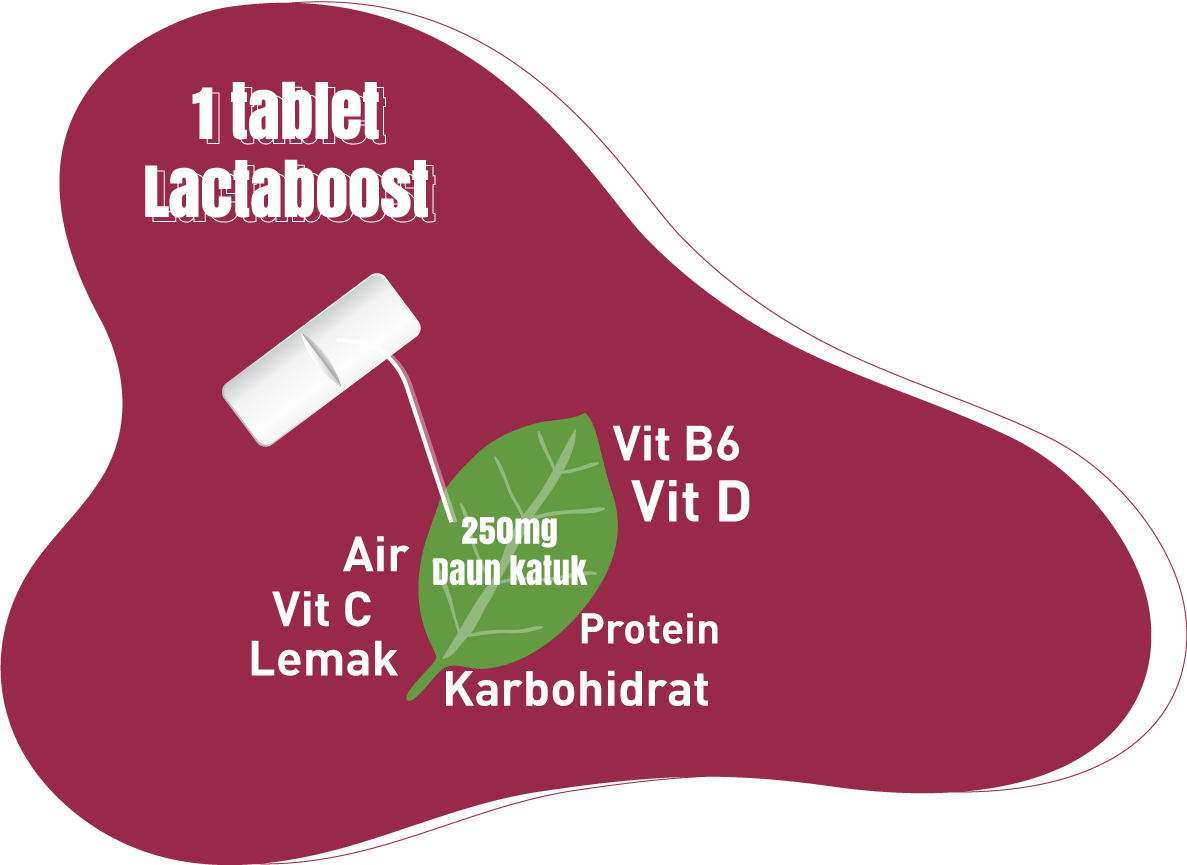 1 tablet
Lactaboost
Vit B6
Vit D
250mg
Daun katuk
Air
Vit C
Lemak
Protein
Karbohidrat